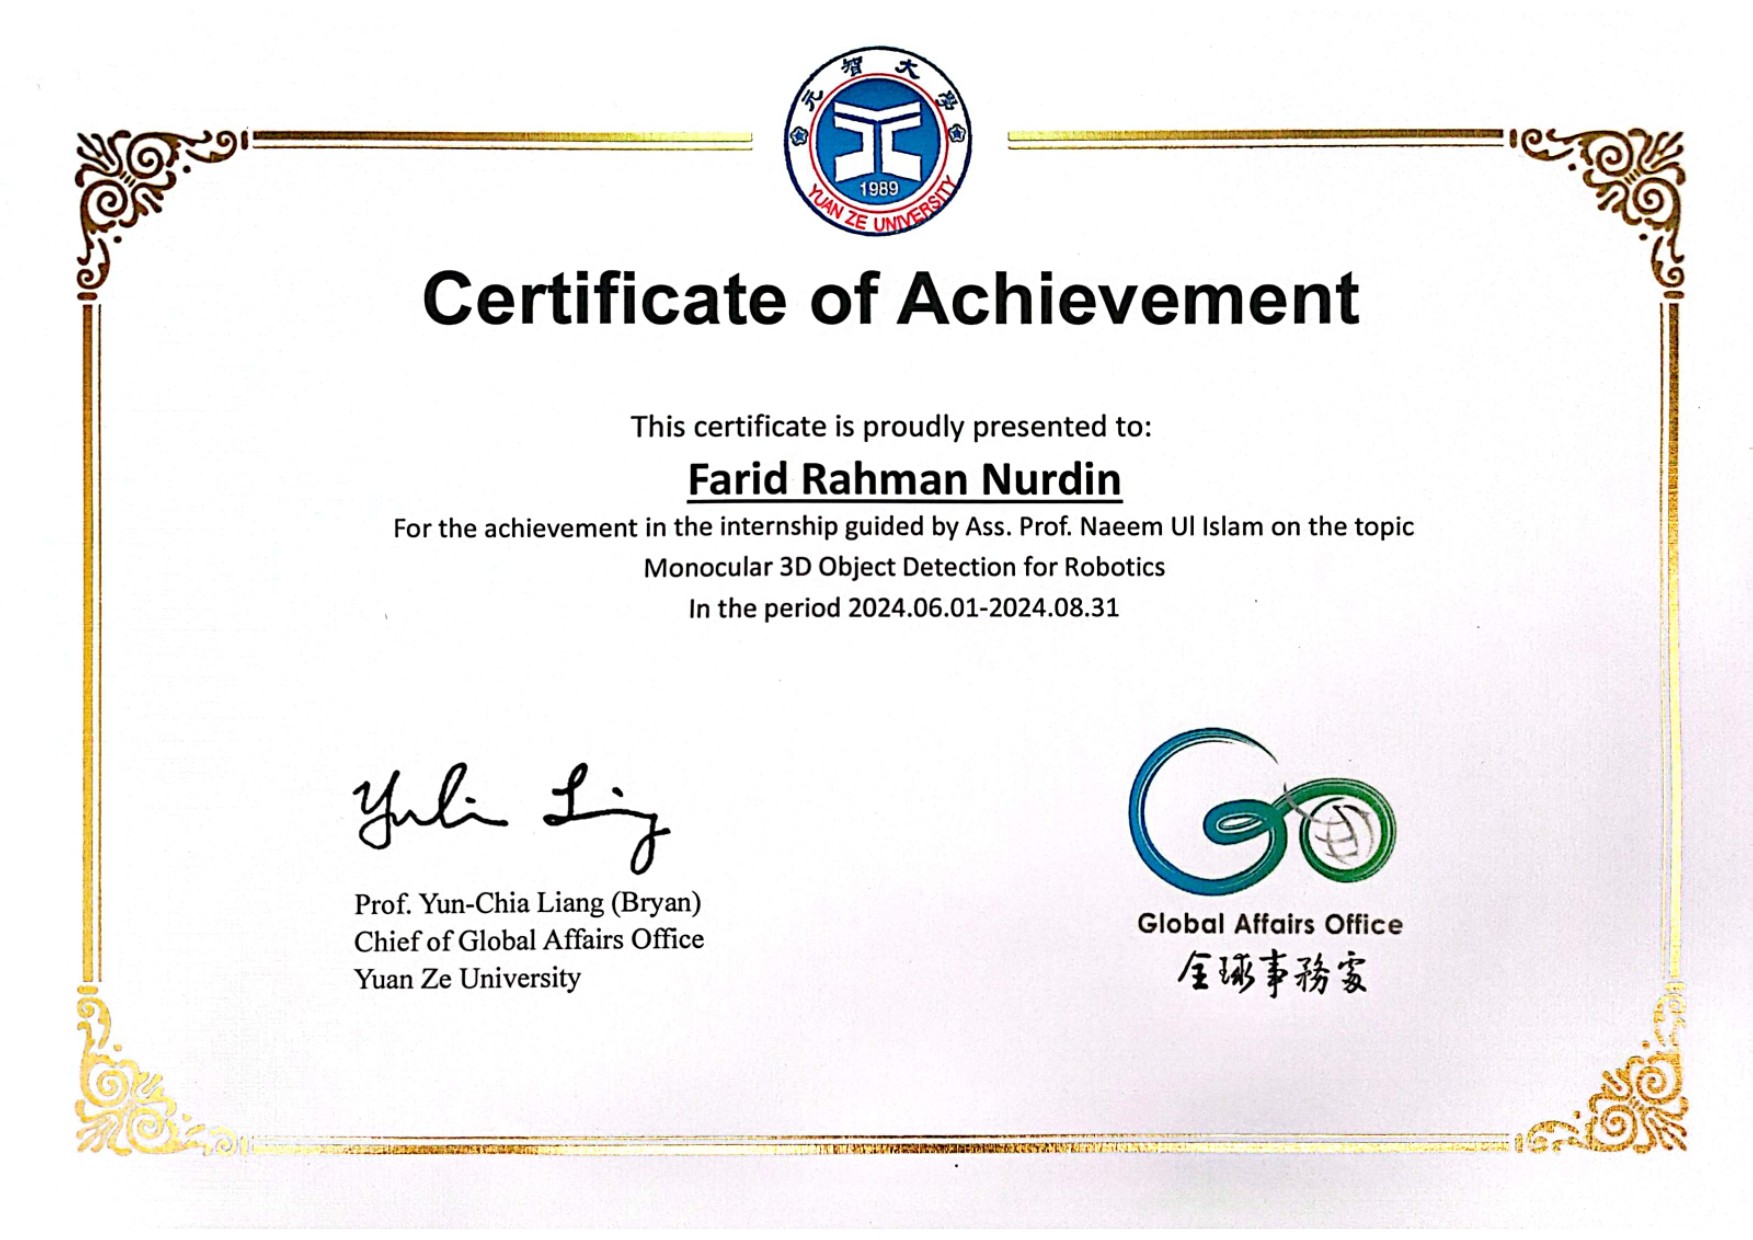 元智大學
1989
YUAN ZE UNIVERSITY
Certificate of Achievement
This certificate is proudly presented to:
Farid Rahman Nurdin
For the achievement in the internship guided by Ass. Prof. Naeem Ul Islam on the topic
Monocular 3D Object Detection for Robotics
In the period 2024.06.01-2024.08.31
Prof. Yun-Chia Liang (Bryan)
Chief of Global Affairs Office
Yuan Ze University
Go
Global Affairs Office
全球事務處